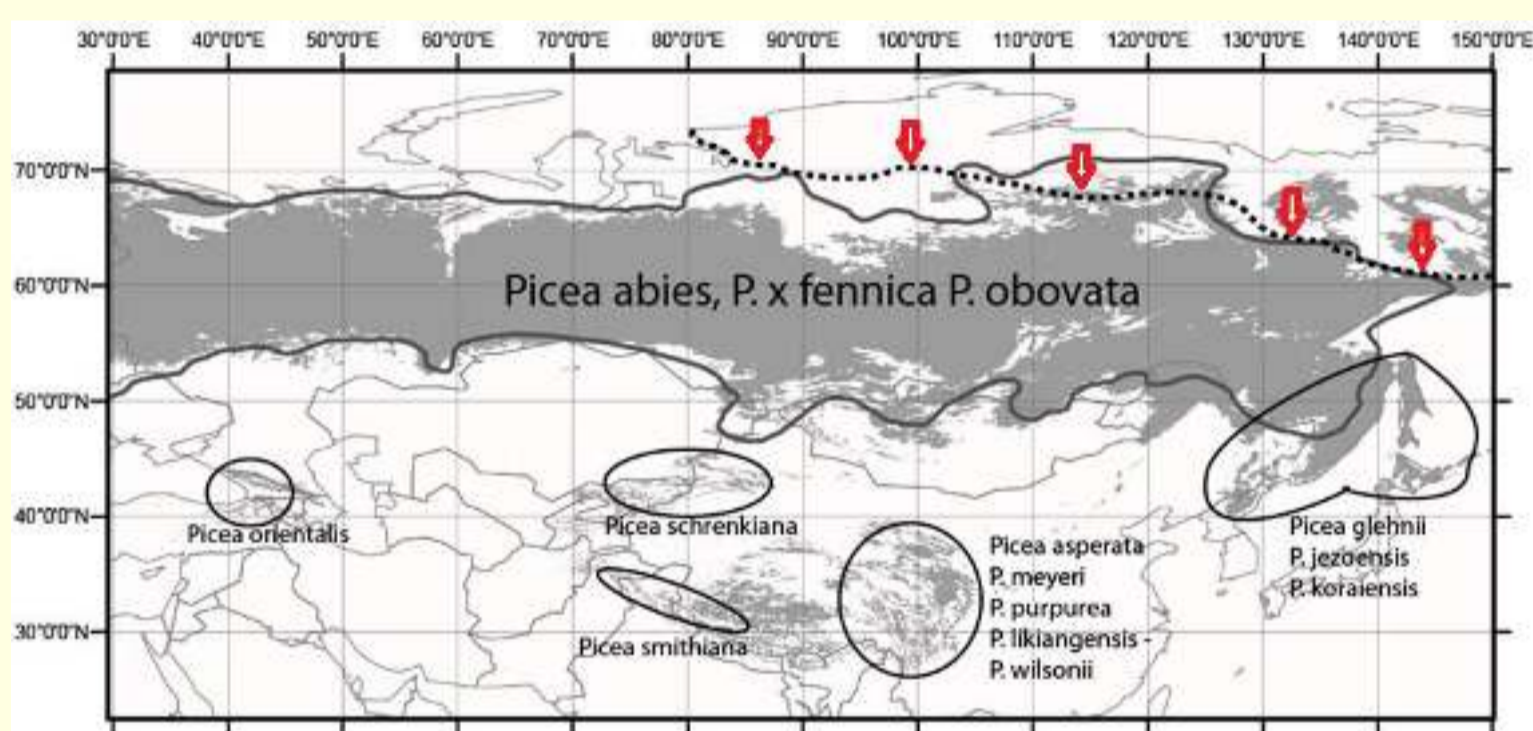 30°0'0"E 40°0'0"E 50°0'0"E 60°0'0"E 70°0'0"E 80°0'0"E 90°0'0"E 100°0'0"E 110°0'0"E 120°0'0"E 130°0'0"E 140°0'0"E 150°0'0"E
70°0'0"N
60°0'0"N
Picea abies, P. x fennica P. obovata
50°0'0"N
40°0'0"N
Picea orientalis
Picea schrenkiana
Picea glehnii
P. jezoensis
P. koraiensis
Picea asperata
P. meyeri
P. purpurea
P. likiangensis -
P. wilsonii
30°0'0"N
Picea smithiana